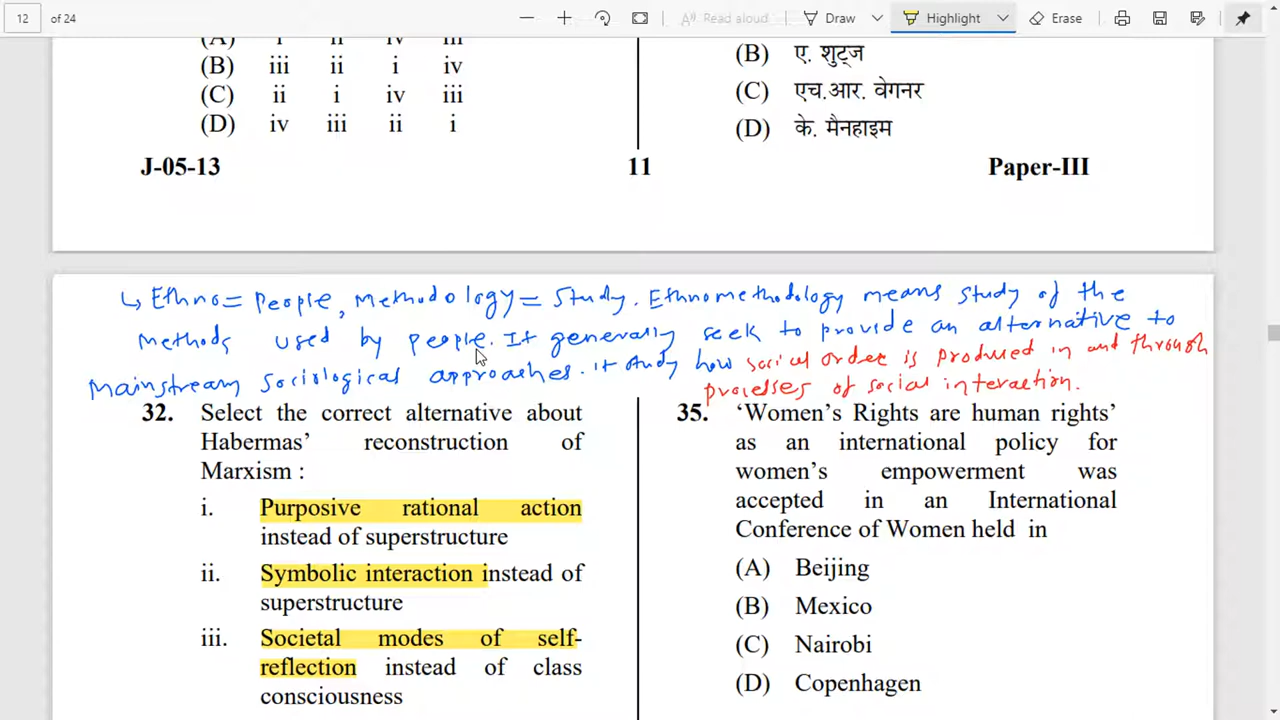 12 of 24
Read aloud
Draw
Highlight
Erase
(A) i ii iv iii
(B) iii ii i iv
(C) ii i iv iii
(D) iv iii ii i
(B) ए. शुट्ज
(C) एच.आर. वेगनर
(D) के. मैनहाइम
J-05-13 11 Paper-III
↳ Ethno= People, Methodology = Study. Ethnomethodology means study of the
Methods used by people. It generally seek to provide an alternative to
Mainstream sociological approaches. it study how social order is produced in and through
processes of social interaction.
32. Select the correct alternative about
Habermas’ reconstruction of
Marxism :
i. Purposive rational action
instead of superstructure
ii. Symbolic interaction instead of
superstructure
iii. Societal modes of self-
reflection instead of class
consciousness
35. ‘Women’s Rights are human rights’
as an international policy for
women’s empowerment was
accepted in an International
Conference of Women held in
(A) Beijing
(B) Mexico
(C) Nairobi
(D) Copenhagen